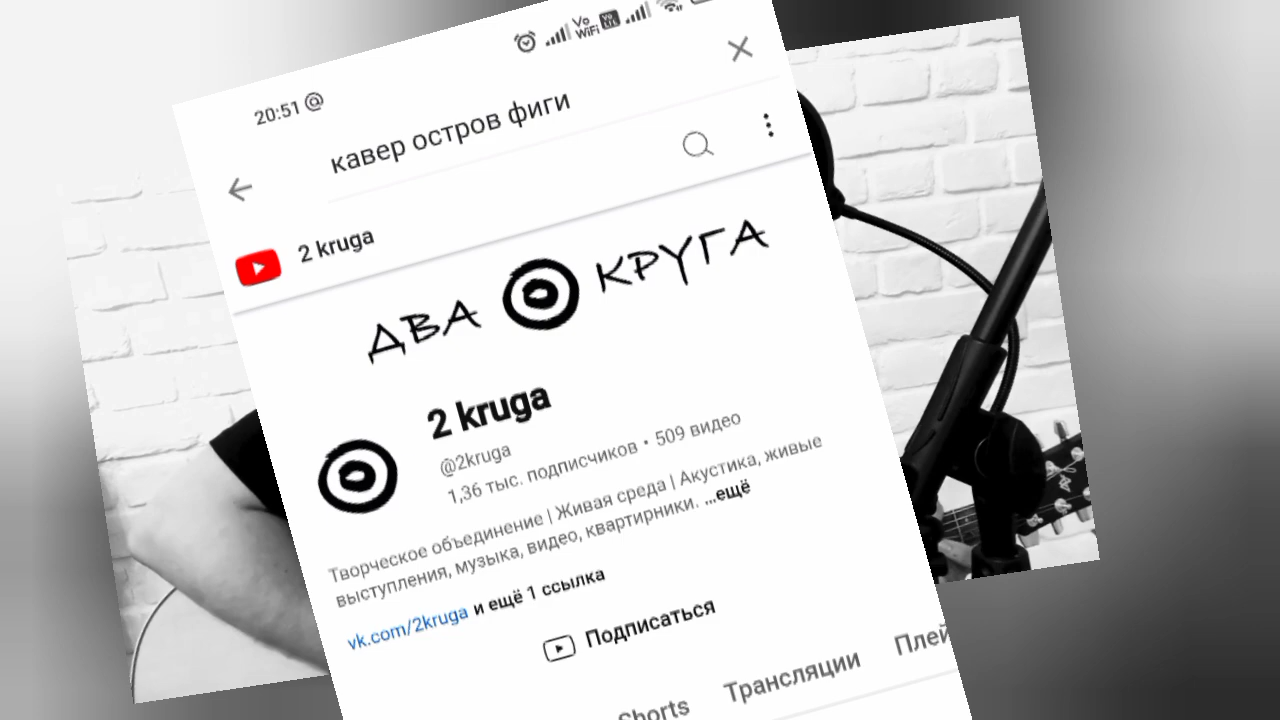 20:51 @
Vo WiFi
кавер остров фиги
2 kruga
ДВА КРУГА
2 kruga
@2kruga
1,36 тыс. подписчиков • 509 видео
Творческое объединение | Живая среда | Акустика, живые
выступления, музыка, видео, квартирники. ...ещё
vk.com/2kruga и ещё 1 ссылка
Подписаться
Shorts Трансляции Плей